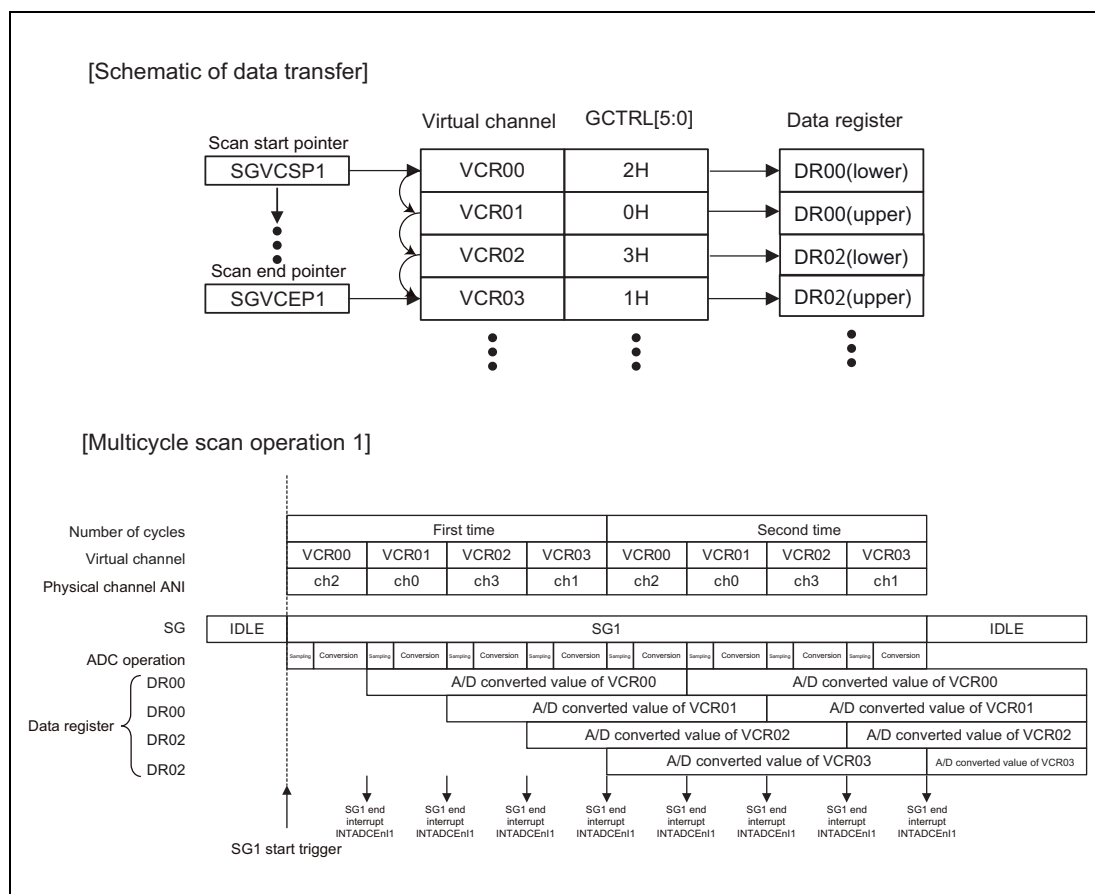 [Schematic of data transfer]
Virtual channel GCTRL[5:0] Data register
Scan start pointer
SGVCSP1 VCR00 2H DR00(lower)
VCR01 0H DR00(upper)
VCR02 3H DR02(lower)
Scan end pointer
SGVCEP1 VCR03 1H DR02(upper)
[Multicycle scan operation 1]
Number of cycles First time Second time
Virtual channel VCR00 VCR01 VCR02 VCR03 VCR00 VCR01 VCR02 VCR03
Physical channel ANI ch2 ch0 ch3 ch1 ch2 ch0 ch3 ch1
SG IDLE SG1 IDLE
ADC operation Sampling Conversion Sampling Conversion Sampling Conversion Sampling Conversion Sampling Conversion Sampling Conversion Sampling Conversion Sampling Conversion
DR00 A/D converted value of VCR00 A/D converted value of VCR00
DR00 A/D converted value of VCR01 A/D converted value of VCR01
Data register
DR02 A/D converted value of VCR02 A/D converted value of VCR02
DR02 A/D converted value of VCR03 A/D converted value of VCR03
SG1 end SG1 end SG1 end SG1 end SG1 end SG1 end SG1 end SG1 end
interrupt interrupt interrupt interrupt interrupt interrupt interrupt interrupt
INTADCEnI1 INTADCEnI1 INTADCEnI1 INTADCEnI1 INTADCEnI1 INTADCEnI1 INTADCEnI1 INTADCEnI1
SG1 start trigger